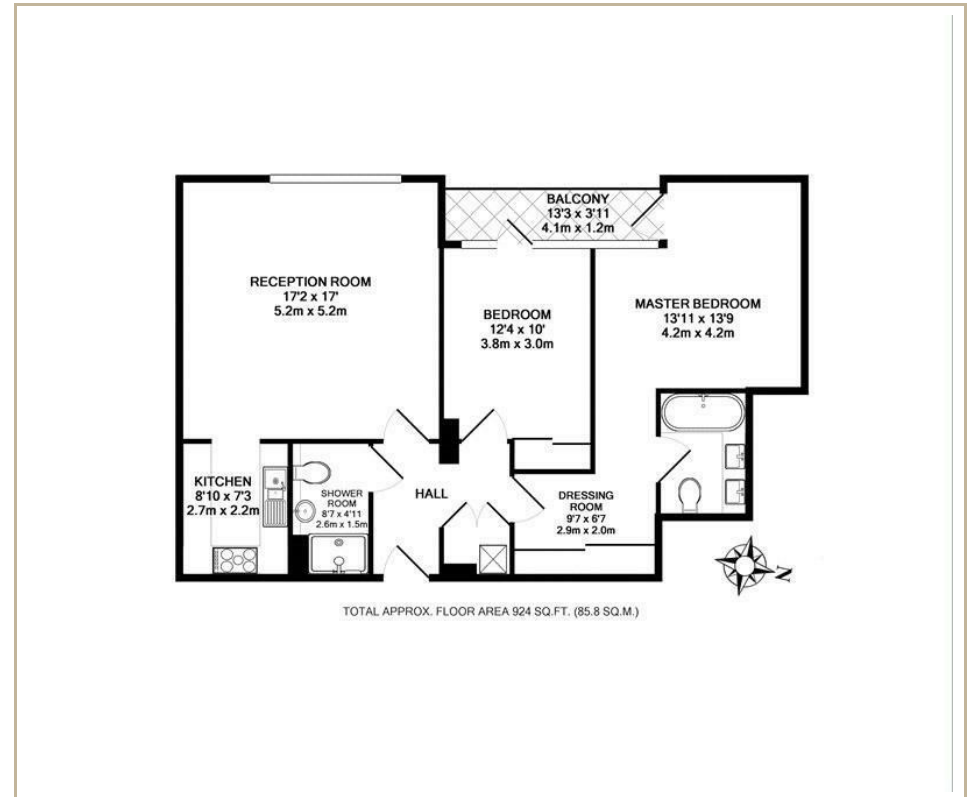 BALCONY
13'3 x 3'11
4.1m x 1.2m
RECEPTION ROOM
17'2 x 17'
5.2m x 5.2m
BEDROOM
12'4 x 10'
3.8m x 3.0m
MASTER BEDROOM
13'11 x 13'9
4.2m x 4.2m
KITCHEN
8'10 x 7'3
2.7m x 2.2m
SHOWER
ROOM
8'7 x 4'11
2.6m x 1.5m
HALL
DRESSING
ROOM
9'7 x 6'7
2.9m x 2.0m
N
TOTAL APPROX. FLOOR AREA 924 SQ.FT. (85.8 SQ.M.)